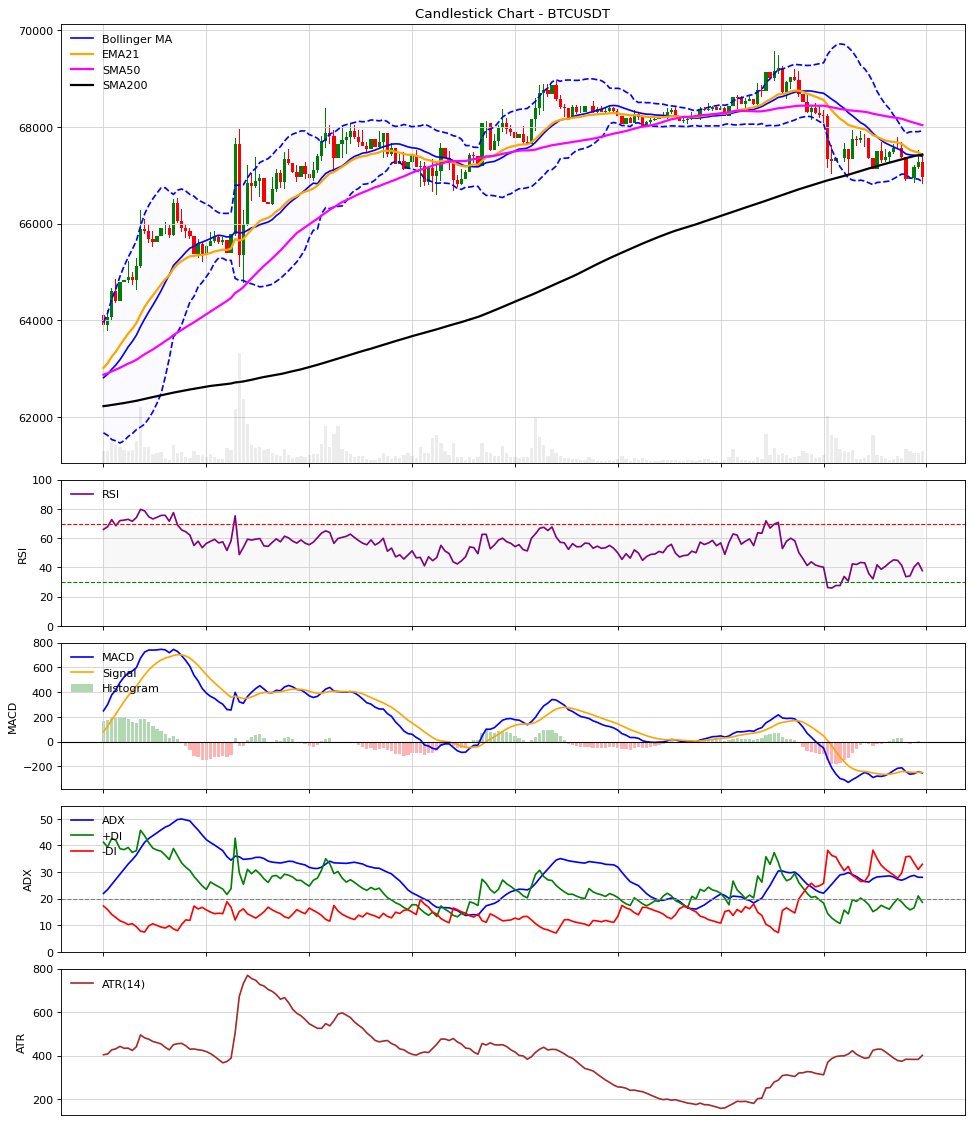 Candlestick Chart - BTCUSDT
70000
68000
66000
64000
62000
Bollinger MA
EMA21
SMA50
SMA200
100
80
60
40
20
0
RSI
RSI
800
600
400
200
0
−200
MACD
MACD
Signal
Histogram
50
40
30
20
10
0
ADX
ADX
+DI
-DI
800
600
400
200
ATR
ATR(14)